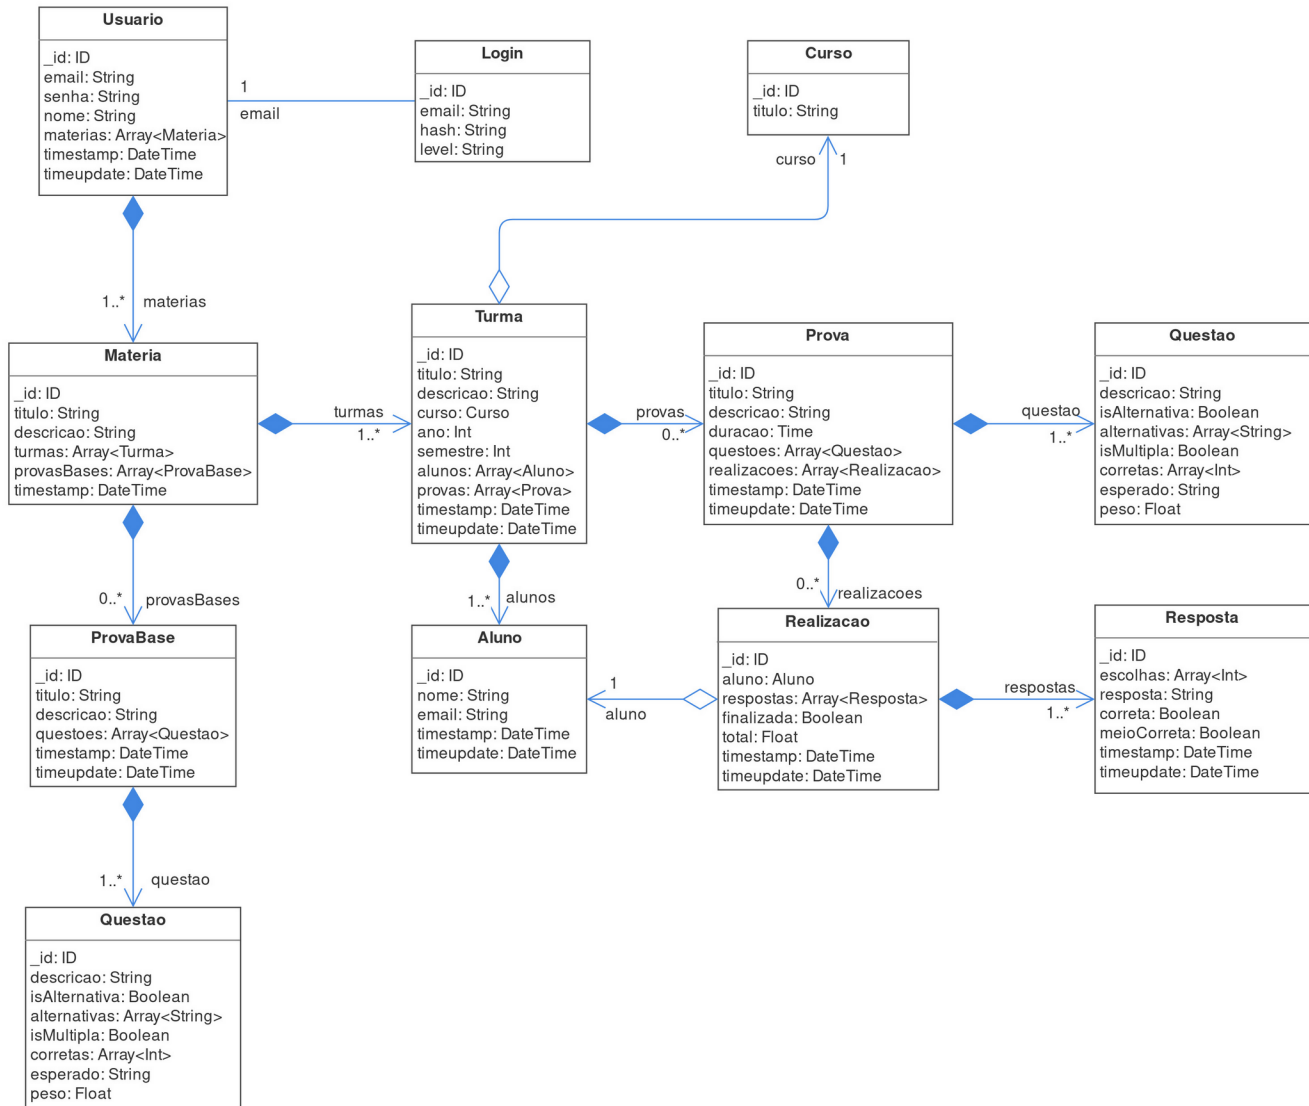 Usuario
_id: ID
email: String
senha: String
nome: String
materias: Array<Materia>
timestamp: DateTime
timeupdate: DateTime
1
email
Login
_id: ID
email: String
hash: String
level: String
Curso
_id: ID
titulo: String
curso
1
1..*
materias
Materia
_id: ID
titulo: String
descricao: String
turmas: Array<Turma>
provasBases: Array<ProvaBase>
timestamp: DateTime
turmas
1..*
Turma
_id: ID
titulo: String
descricao: String
curso: Curso
ano: Int
semestre: Int
alunos: Array<Aluno>
provas: Array<Prova>
timestamp: DateTime
timeupdate: DateTime
provas
0..*
Prova
_id: ID
titulo: String
descricao: String
duracao: Time
questoes: Array<Questao>
realizacoes: Array<Realizacao>
timestamp: DateTime
timeupdate: DateTime
questao
1..*
Questao
_id: ID
descricao: String
isAlternativa: Boolean
alternativas: Array<String>
isMultipla: Boolean
corretas: Array<Int>
esperado: String
peso: Float
0..*
provasBases
1..*
alunos
0..*
realizacoes
ProvaBase
_id: ID
titulo: String
descricao: String
questoes: Array<Questao>
timestamp: DateTime
timeupdate: DateTime
Aluno
_id: ID
nome: String
email: String
timestamp: DateTime
timeupdate: DateTime
1
aluno
Realizacao
_id: ID
aluno: Aluno
respostas: Array<Resposta>
finalizada: Boolean
total: Float
timestamp: DateTime
timeupdate: DateTime
respostas
1..*
Resposta
_id: ID
escolhas: Array<Int>
resposta: String
correta: Boolean
meioCorreta: Boolean
timestamp: DateTime
timeupdate: DateTime
1..*
questao
Questao
_id: ID
descricao: String
isAlternativa: Boolean
alternativas: Array<String>
isMultipla: Boolean
corretas: Array<Int>
esperado: String
peso: Float